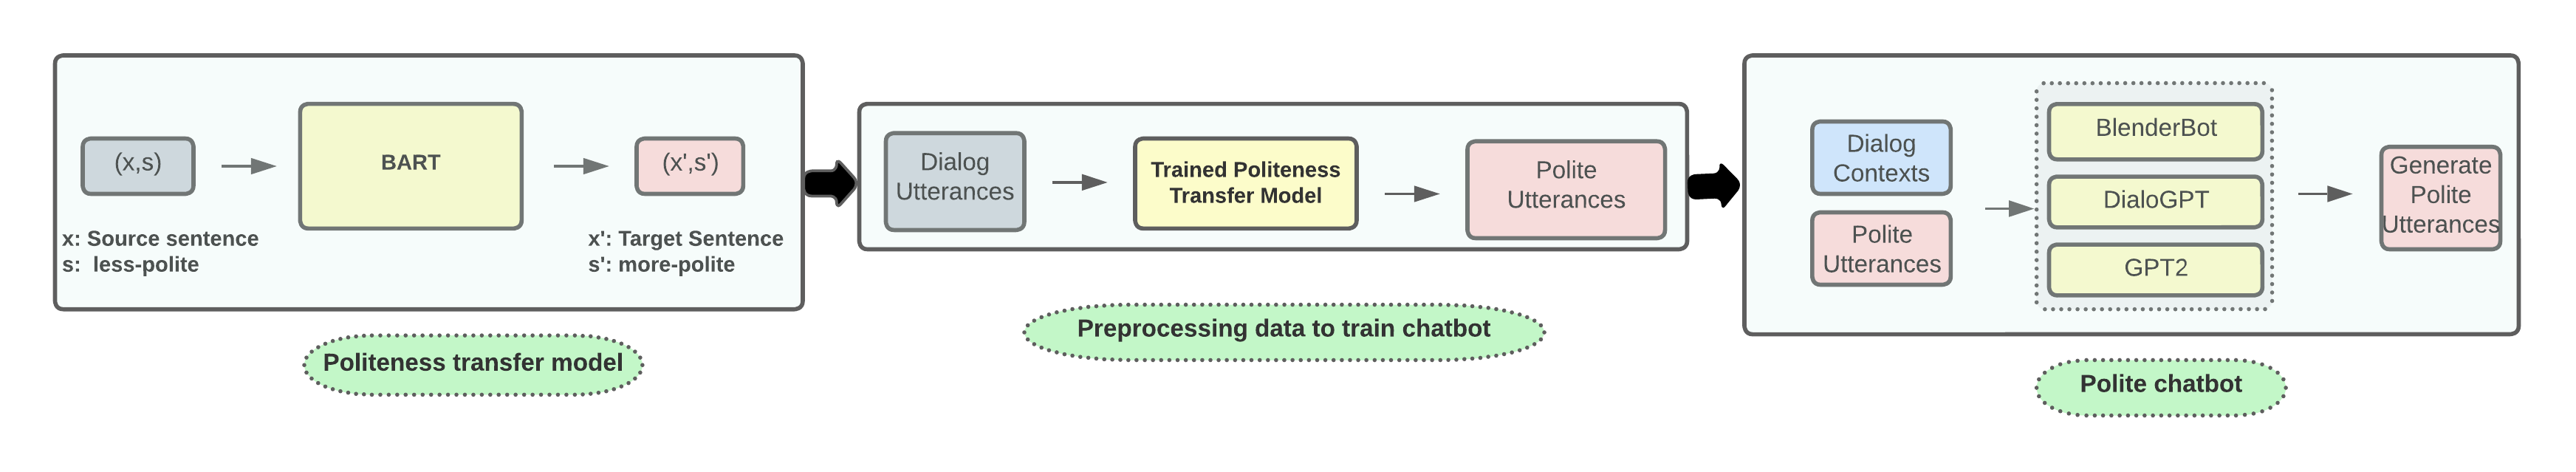 (x,s)
BART
(x',s')
x: Source sentence
s: less-polite
x': Target Sentence
s': more-polite
Politeness transfer model
Dialog
Utterances
Trained Politeness
Transfer Model
Polite
Utterances
Preprocessing data to train chatbot
Dialog
Contexts
Polite
Utterances
BlenderBot
DialoGPT
GPT2
Generate
Polite
Utterances
Polite chatbot